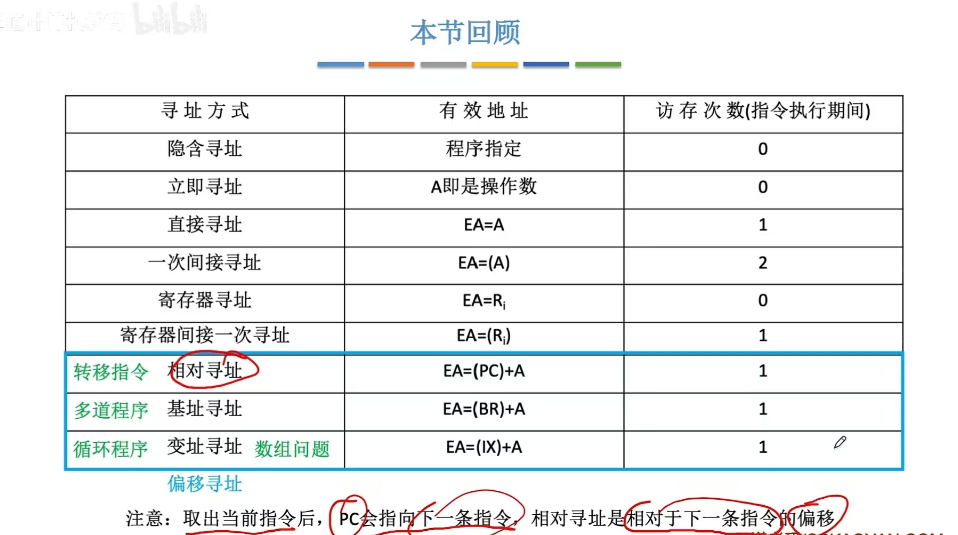 bilibili
本节回顾
寻址方式 有效地址 访存次数(指令执行期间)
隐含寻址 程序指定 0
立即寻址 A即是操作数 0
直接寻址 EA=A 1
一次间接寻址 EA=(A) 2
寄存器寻址 EA=Ri 0
寄存器间接一次寻址 EA=(Ri) 1
转移指令 相对寻址 EA=(PC)+A 1
多道程序 基址寻址 EA=(BR)+A 1
循环程序 变址寻址 数组问题 EA=(IX)+A 1
偏移寻址
注意：取出当前指令后，PC会指向下一条指令，相对寻址是相对于下一条指令的偏移